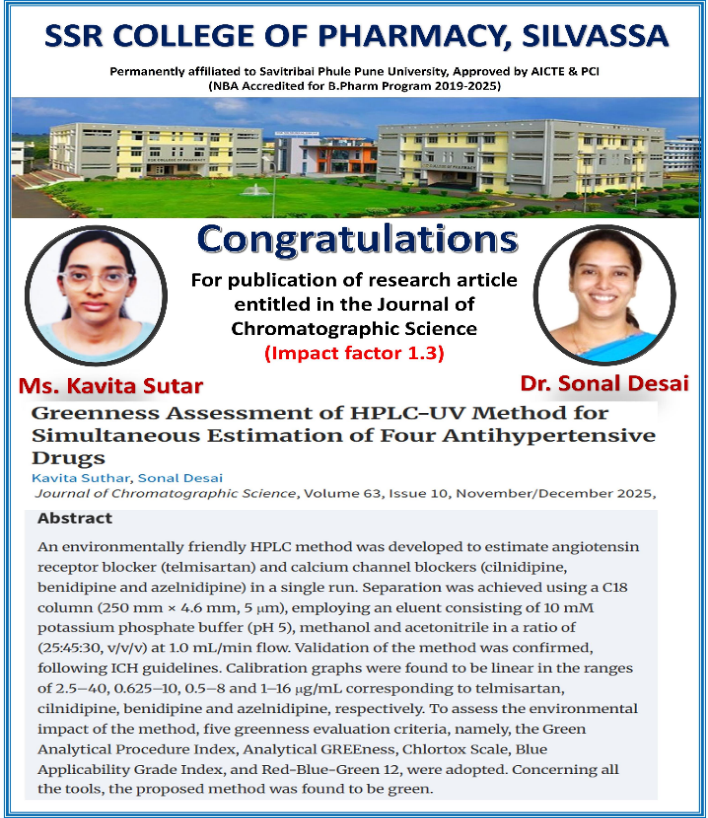 SSR COLLEGE OF PHARMACY, SILVASSA
Permanently affiliated to Savitribai Phule Pune University, Approved by AICTE & PCI
(NBA Accredited for B.Pharm Program 2019-2025)
SSR COLLEGE OF PHARMACY
COLLEGE OF PHARMACY
Congratulations
For publication of research article
entitled in the Journal of
Chromatographic Science
(Impact factor 1.3)
Ms. Kavita Sutar
Dr. Sonal Desai
Greenness Assessment of HPLC-UV Method for
Simultaneous Estimation of Four Antihypertensive
Drugs
Kavita Suthar, Sonal Desai
Journal of Chromatographic Science, Volume 63, Issue 10, November/December 2025,
Abstract
An environmentally friendly HPLC method was developed to estimate angiotensin
receptor blocker (telmisartan) and calcium channel blockers (cilnidipine,
benidipine and azelnidipine) in a single run. Separation was achieved using a C18
column (250 mm × 4.6 mm, 5 μm), employing an eluent consisting of 10 mM
potassium phosphate buffer (pH 5), methanol and acetonitrile in a ratio of
(25:45:30, v/v/v) at 1.0 mL/min flow. Validation of the method was confirmed,
following ICH guidelines. Calibration graphs were found to be linear in the ranges
of 2.5–40, 0.625–10, 0.5–8 and 1–16 μg/mL corresponding to telmisartan,
cilnidipine, benidipine and azelnidipine, respectively. To assess the environmental
impact of the method, five greenness evaluation criteria, namely, the Green
Analytical Procedure Index, Analytical GREEness, Chlortox Scale, Blue
Applicability Grade Index, and Red-Blue-Green 12, were adopted. Concerning all
the tools, the proposed method was found to be green.